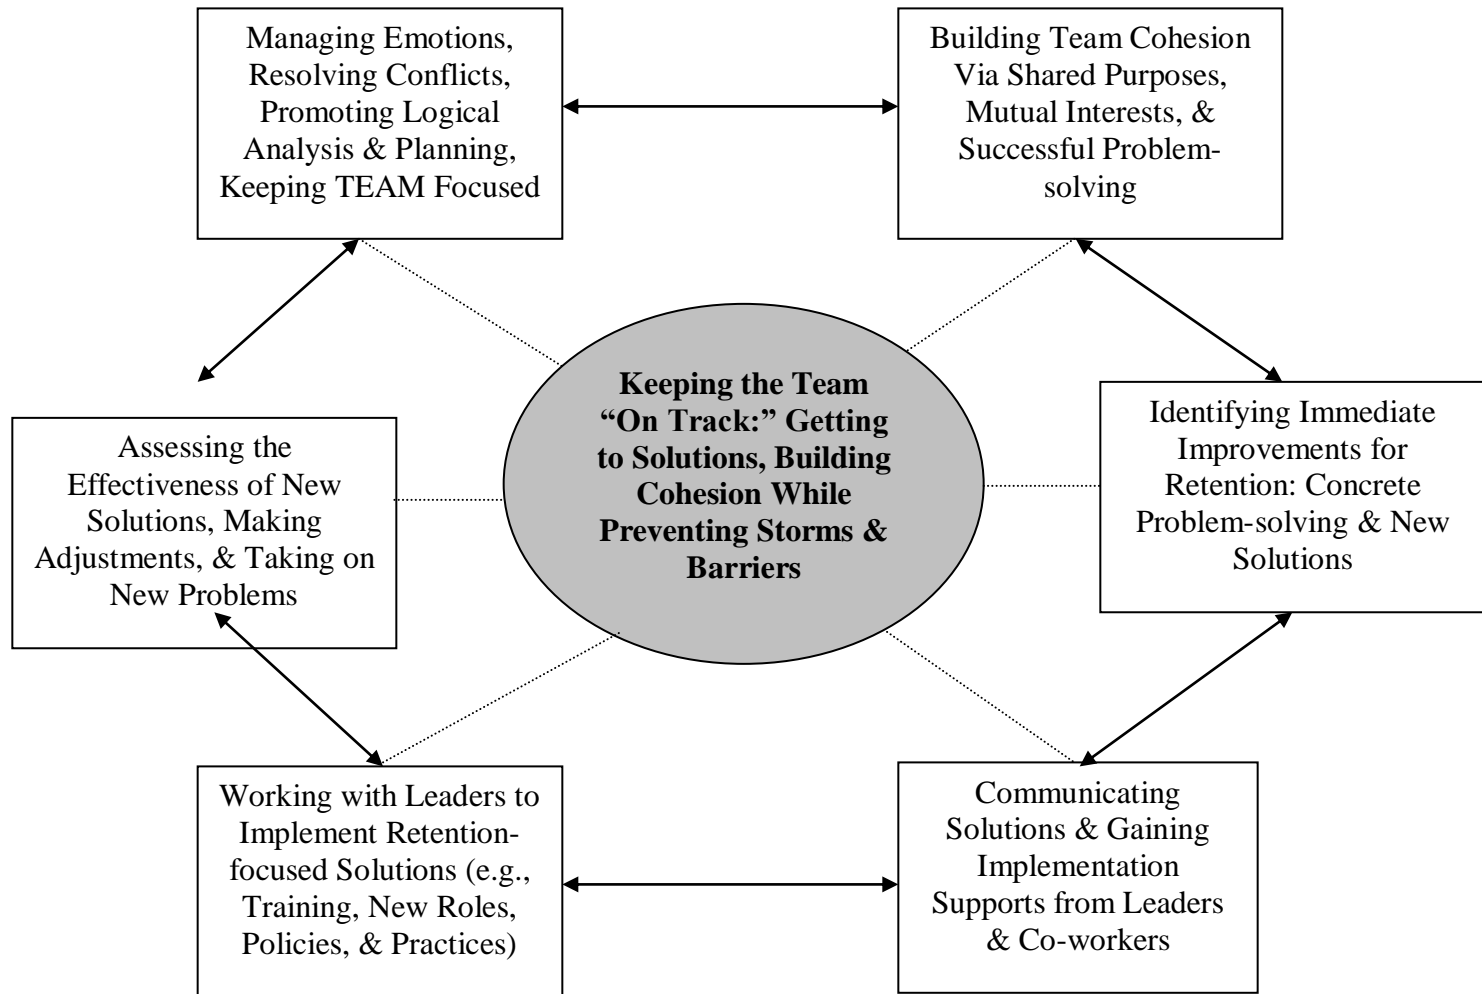 Managing Emotions,
Resolving Conflicts,
Promoting Logical
Analysis & Planning,
Keeping TEAM Focused
Building Team Cohesion
Via Shared Purposes,
Mutual Interests, &
Successful Problem-
solving
Keeping the Team
“On Track:” Getting
to Solutions, Building
Cohesion While
Preventing Storms &
Barriers
Assessing the
Effectiveness of New
Solutions, Making
Adjustments, & Taking on
New Problems
Identifying Immediate
Improvements for
Retention: Concrete
Problem-solving & New
Solutions
Working with Leaders to
Implement Retention-
focused Solutions (e.g.,
Training, New Roles,
Policies, & Practices)
Communicating
Solutions & Gaining
Implementation
Supports from Leaders
& Co-workers